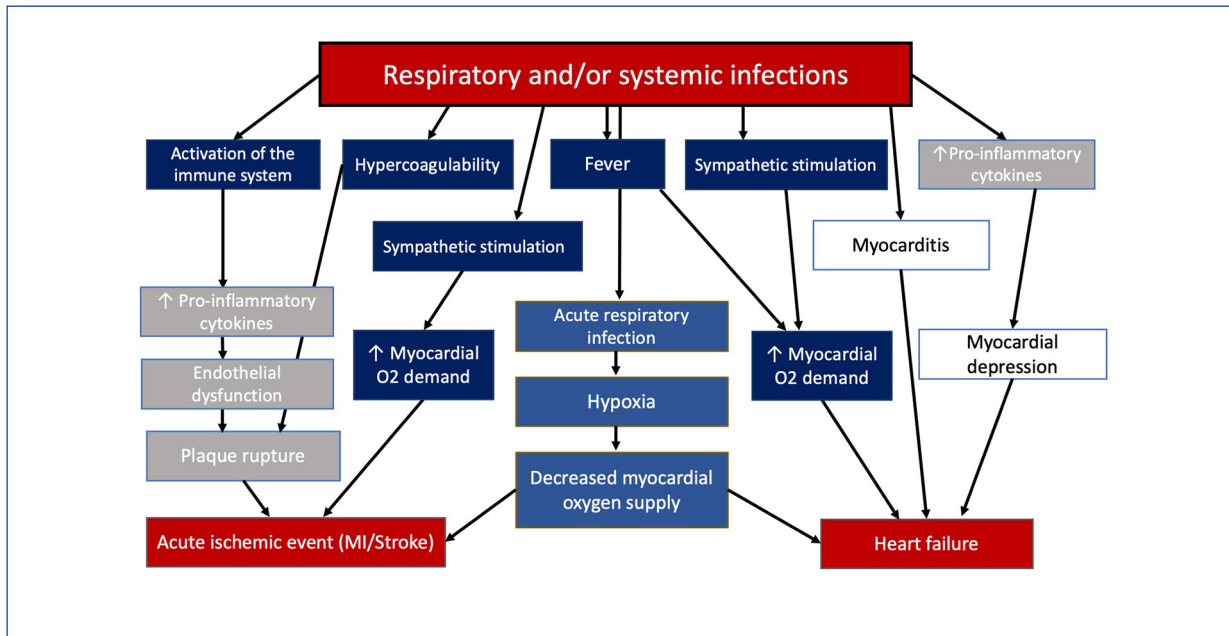 Respiratory and/or systemic infections
Activation of the
immune system
Hypercoagulability
Fever
Sympathetic stimulation
↑Pro-inflammatory
cytokines
Sympathetic stimulation
Myocarditis
↑ Pro-inflammatory
cytokines
Acute respiratory
infection
↑ Myocardial
O2 demand
↑ Myocardial
O2 demand
Myocardial
depression
Endothelial
dysfunction
Hypoxia
Plaque rupture
Decreased myocardial
oxygen supply
Acute ischemic event (MI/Stroke)
Heart failure